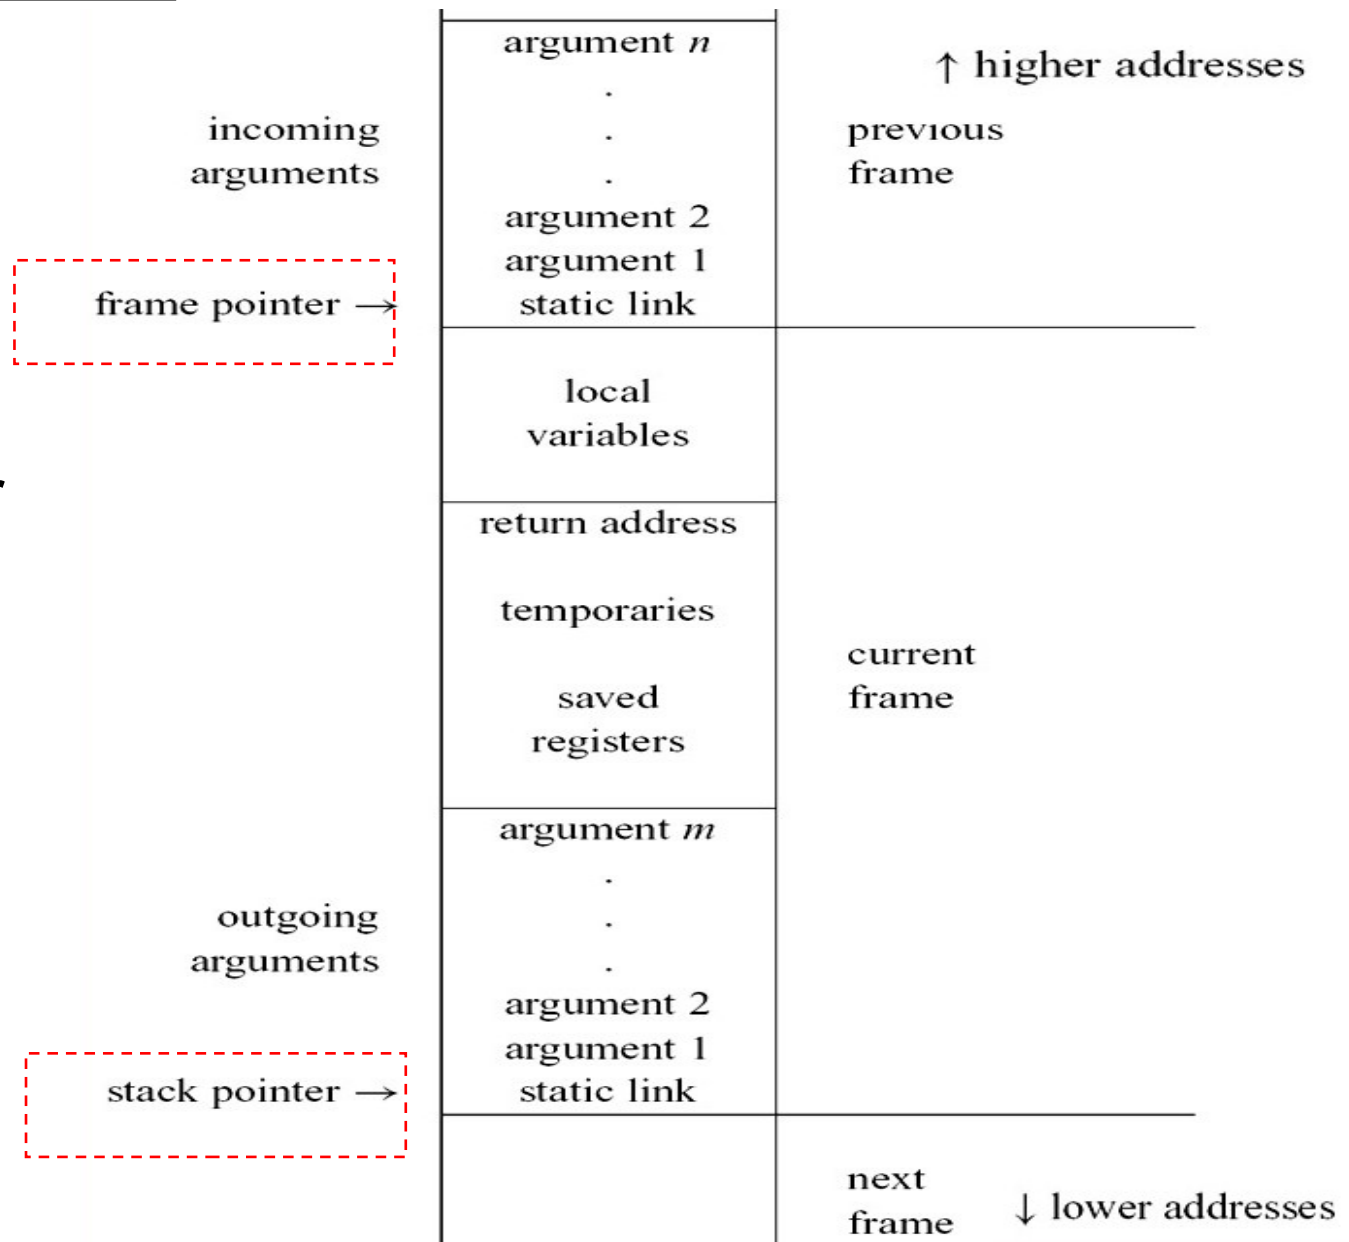 argument n
↑ higher addresses
.
incoming
arguments
.
.
previous
frame
argument 2
argument 1
frame pointer →
static link
local
variables
return address
temporaries
saved
registers
current
frame
argument m
.
outgoing
arguments
.
.
argument 2
argument 1
stack pointer →
static link
next
frame
↓ lower addresses